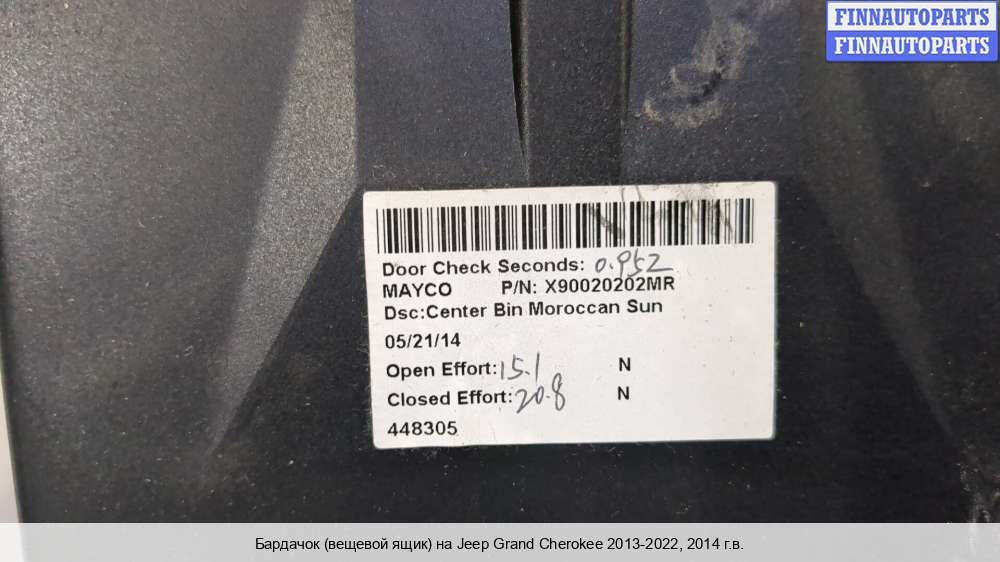 FINNAUTOPARTS
FINNAUTOPARTS
Door Check Seconds: 0.952
MAYCO P/N: X90020202MR
Dsc:Center Bin Moroccan Sun
05/21/14
Open Effort: 15.1 N
Closed Effort: 20.8 N
448305
Бардачок (вещевой ящик) на Jeep Grand Cherokee 2013-2022, 2014 г.в.